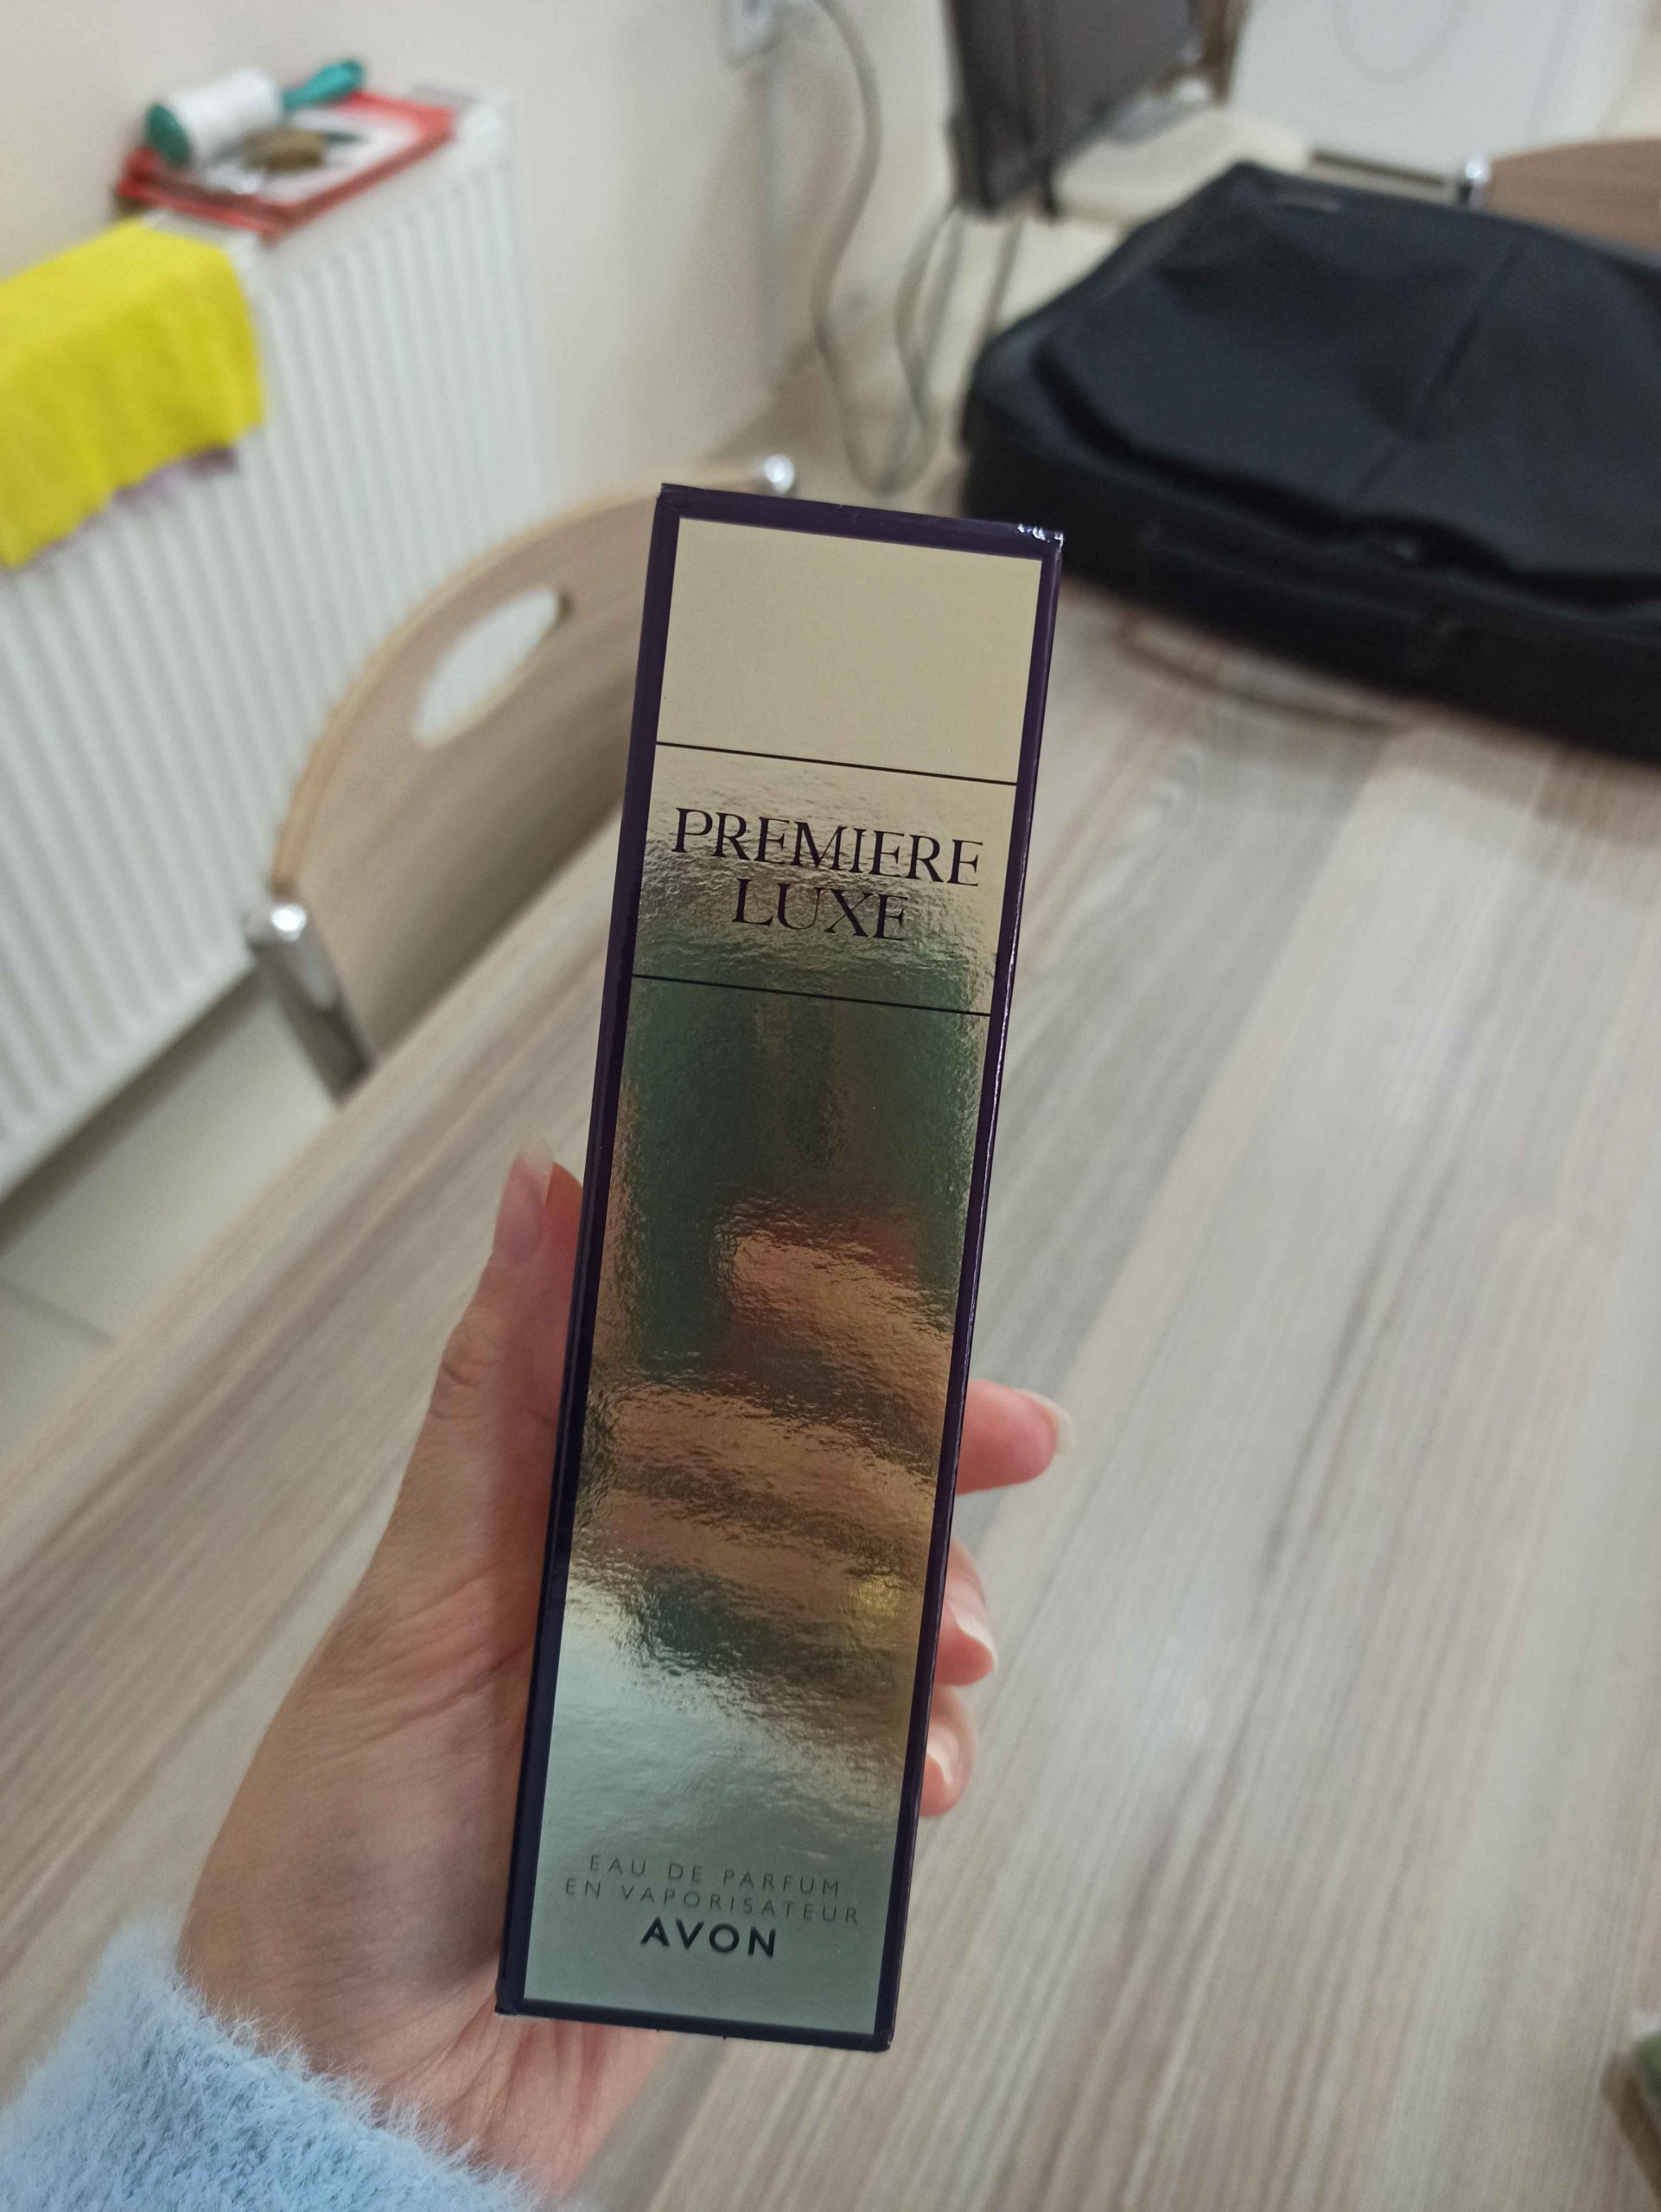 PREMIERE
LUXE
EAU DE PARFUM
EN VAPORISATEUR
AVON